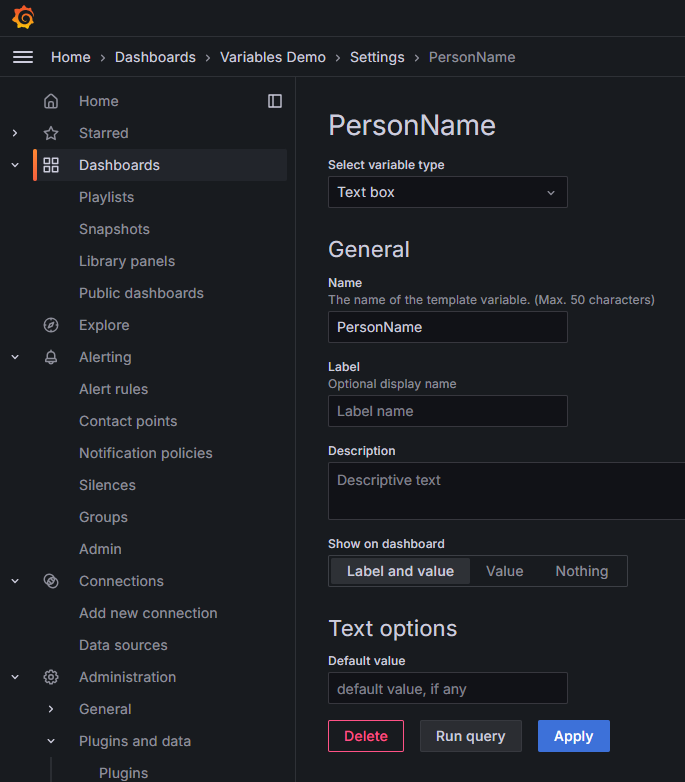 Home › Dashboards › Variables Demo › Settings › PersonName
Home
Starred
Dashboards
Playlists
Snapshots
Library panels
Public dashboards
Explore
Alerting
Alert rules
Contact points
Notification policies
Silences
Groups
Admin
Connections
Add new connection
Data sources
Administration
General
Plugins and data
Plugins
PersonName
Select variable type
Text box
General
Name
The name of the template variable. (Max. 50 characters)
PersonName
Label
Optional display name
Label name
Description
Descriptive text
Show on dashboard
Label and value Value Nothing
Text options
Default value
default value, if any
Delete Run query Apply